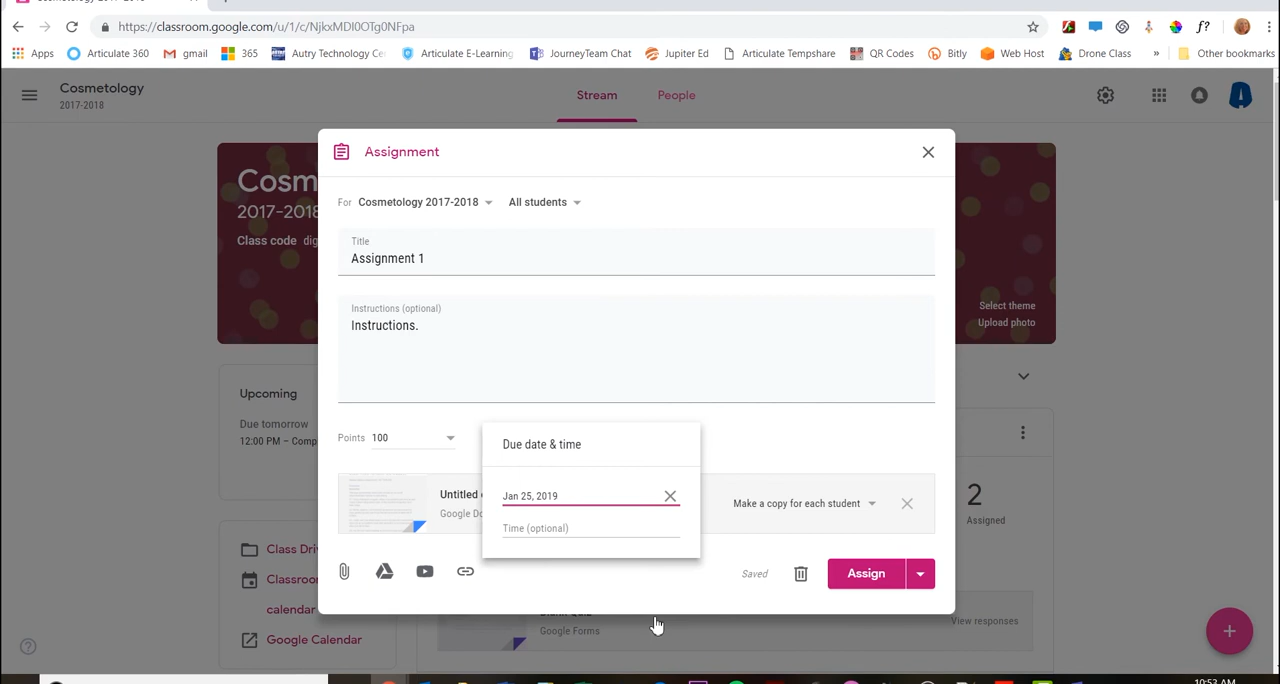 https://classroom.google.com/u/1/c/NjkxMDI0OTg0NFpa
f?
Apps
Articulate 360
gmail
365
Autry Technology Ce
Articulate E-Learning
JourneyTeam Chat
Jupiter Ed
Articulate Tempshare
QR Codes
Bitly
Web Host
Drone Class
»
Other bookmarks
Cosmetology
2017-2018
Stream
People
Assignment
Cosm
2017-2018
Class code dig
Select theme
Upload photo
For Cosmetology 2017-2018
All students
Title
Assignment 1
Instructions (optional)
Instructions.
Upcoming
Due tomorrow
12:00 PM – Comp
Points 100
Due date & time
Jan 25, 2019
Time (optional)
Untitled
Google Do
Make a copy for each student
2
Assigned
Class Dri
Classroo
calendar
Google Calendar
Saved
Assign
Blank Quiz
Google Forms
View responses
10:53 AM